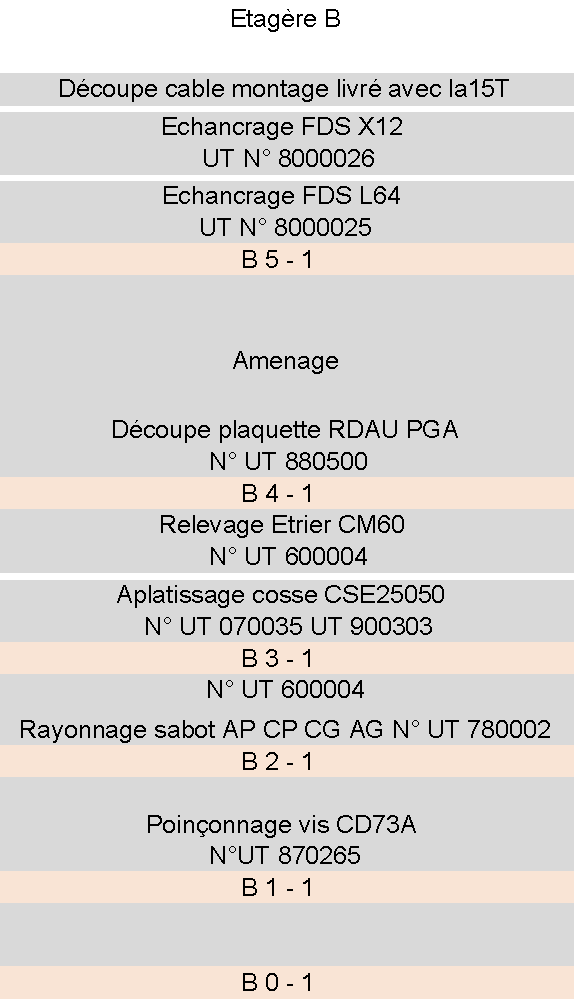 Etagère B
Découpe cable montage livré avec la15T
Echancrage FDS X12
UT N° 8000026
Echancrage FDS L64
UT N° 8000025
B 5 - 1
Amenage
Découpe plaquette RDAU PGA
N° UT 880500
B 4 - 1
Relevage Etrier CM60
N° UT 600004
Aplatissage cosse CSE25050
N° UT 070035 UT 900303
B 3 - 1
N° UT 600004
Rayonnage sabot AP CP CG AG N° UT 780002
B 2 - 1
Poinçonnage vis CD73A
N°UT 870265
B 1 - 1
B 0 - 1